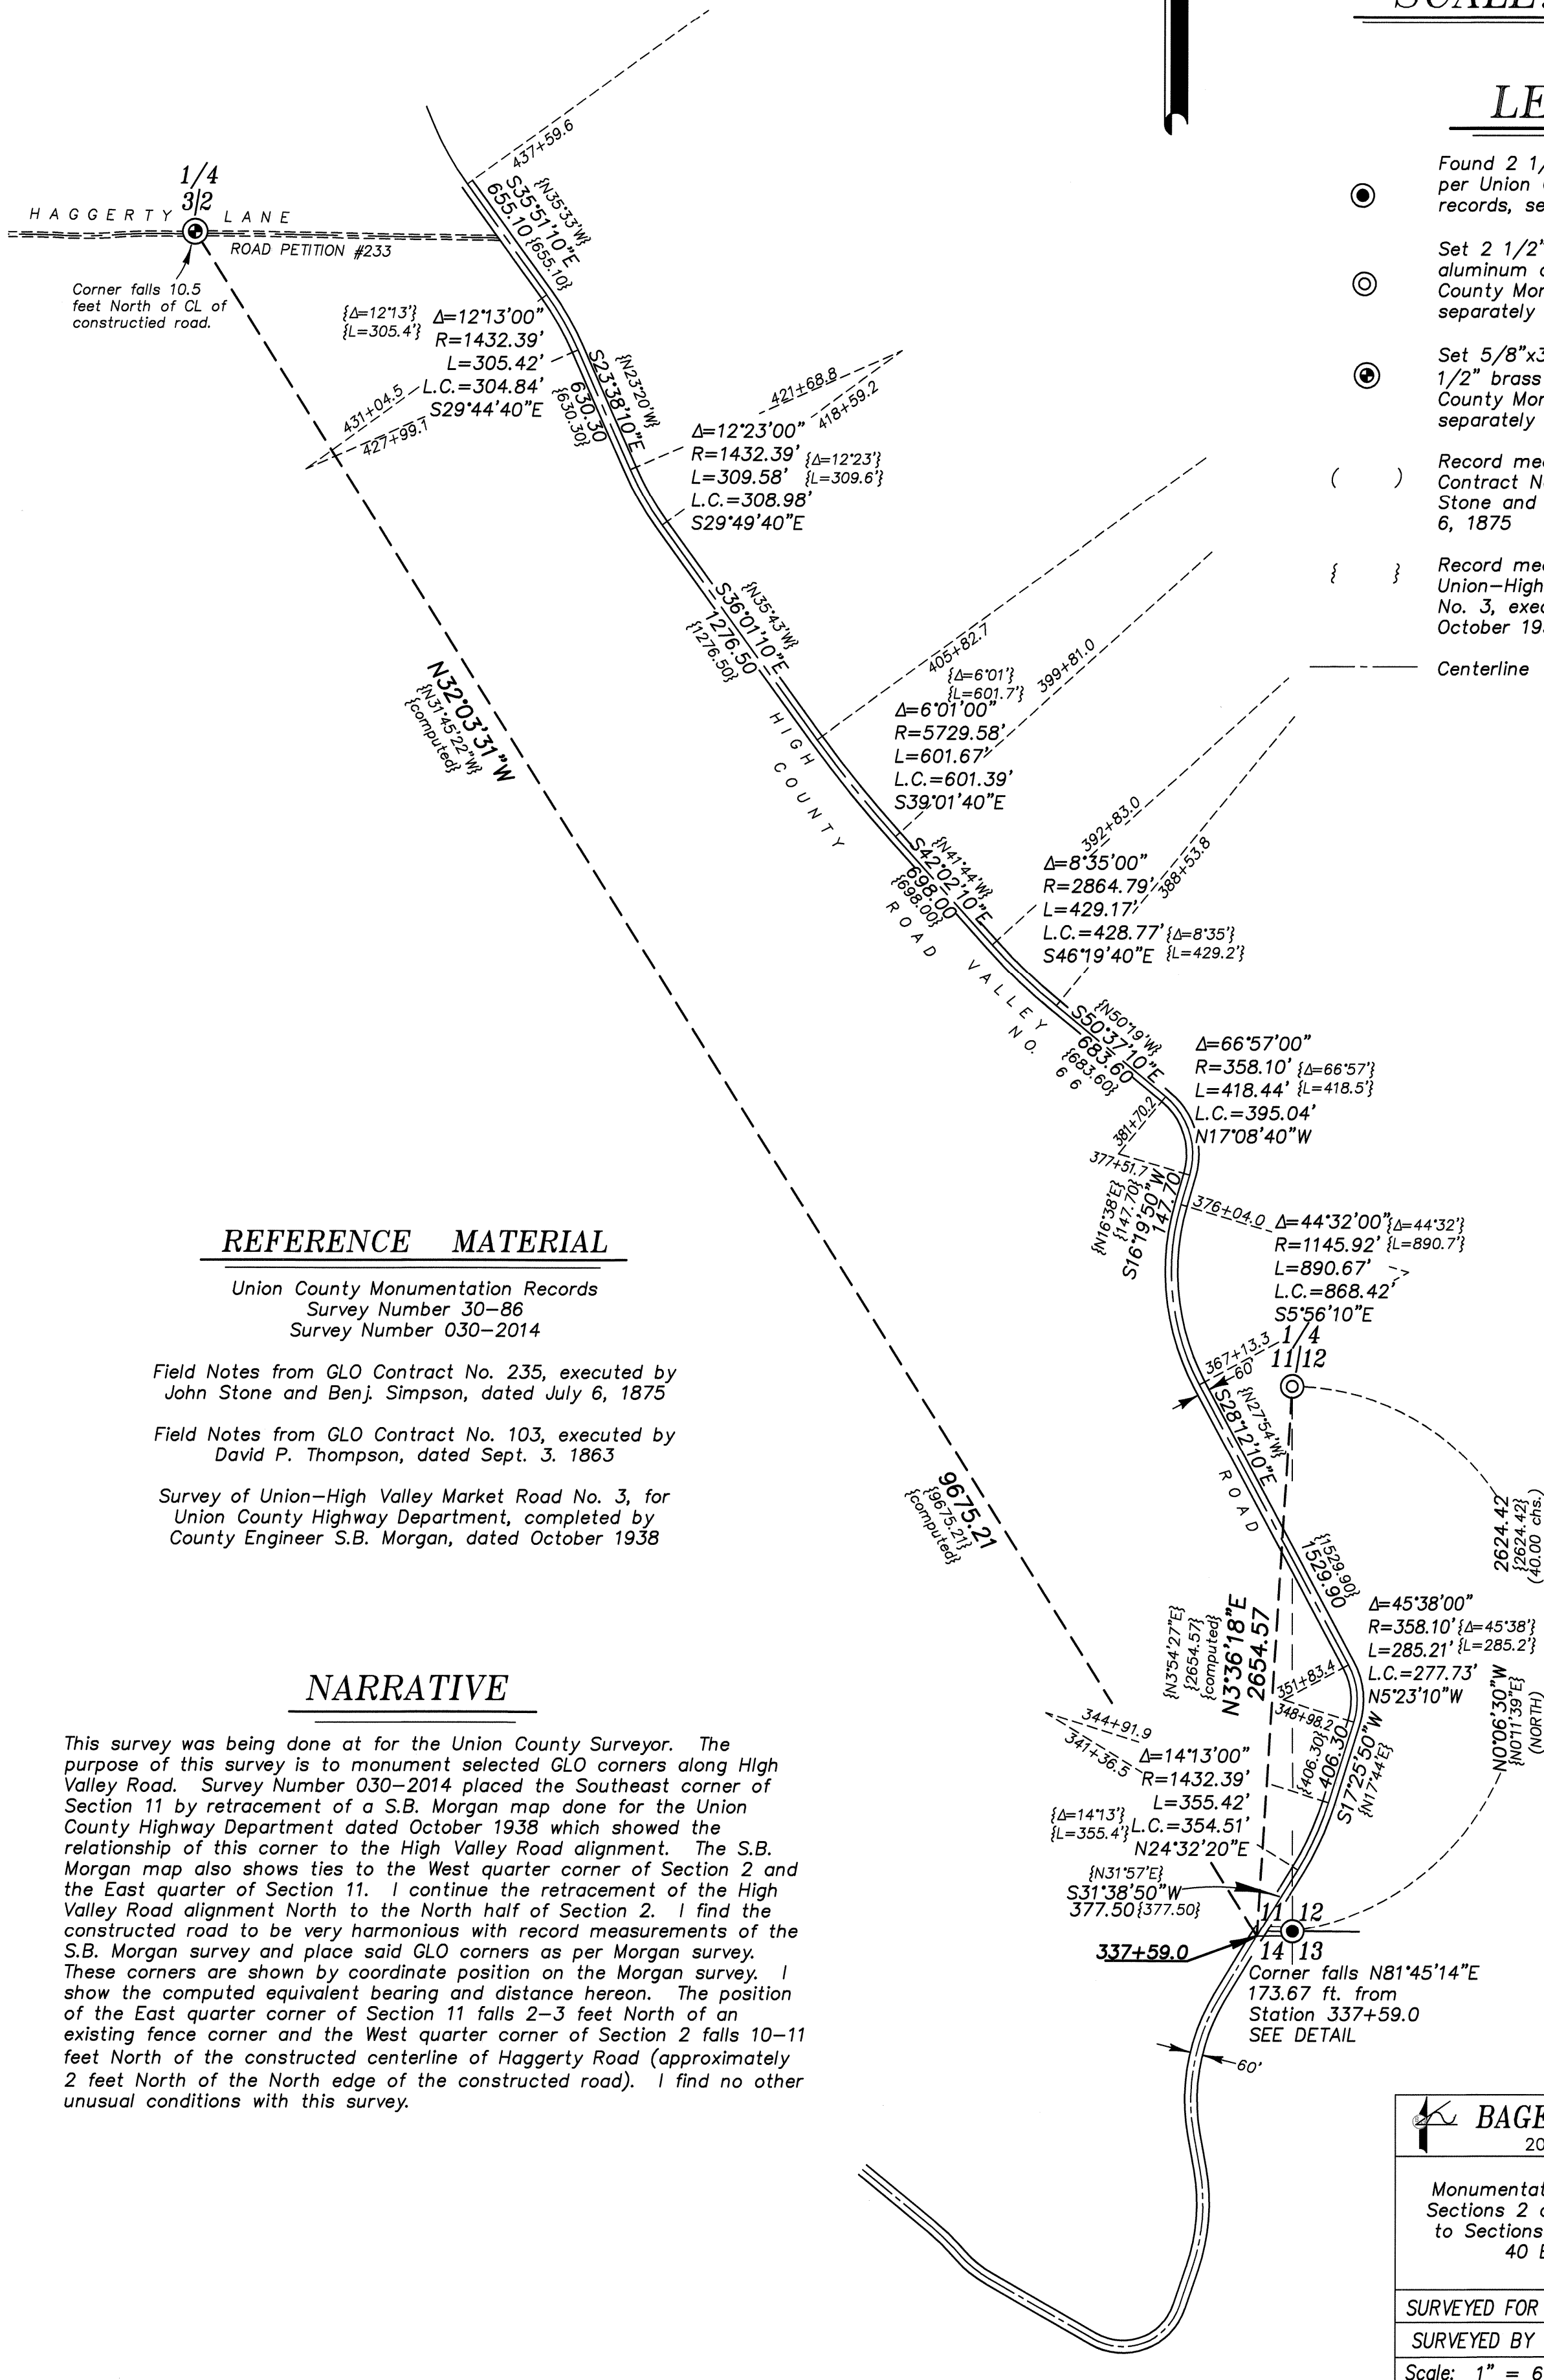 SCALE:
LE
Found 2 1/
per Union
records, se
Set 2 1/2"
aluminum
County Mon
separately
Set 5/8"x3
1/2" brass
County Mon
separately
( )
Record mea
Contract N
Stone and
6, 1875
{ }
Record mea
Union-High
No. 3, exec
October 19
Centerline
1/4
3|2
HAGGERTY LANE
ROAD PETITION #233
Corner falls 10.5
feet North of CL of
constructied road.
437+59.6
{N35°33'W}
S35°51'10"E
655.10
{655.10}
{Δ=12°13'}
{L=305.4'}
Δ=12°13'00"
R=1432.39'
L=305.42'
L.C.=304.84'
S29°44'40"E
431+04.5
427+99.1
{N23°20'W}
S23°38'10"E
630.30
{630.30}
421+68.8
418+59.2
Δ=12°23'00"
R=1432.39' {Δ=12°23'}
L=309.58' {L=309.6'}
L.C.=308.98'
S29°49'40"E
{N35°43'W}
S36°01'10"E
1276.50
{1276.50}
405+82.7
399+81.0
{Δ=6°01'}
{L=601.7'}
Δ=6°01'00"
R=5729.58'
L=601.67'
L.C.=601.39'
S39°01'40"E
HIGH
COUNTY
N32°03'31"W
{N31°45'22"W}
{computed}
{N41°44'W}
S42°02'10"E
698.00
{698.00}
ROAD
392+83.0
388+53.8
Δ=8°35'00"
R=2864.79'
L=429.17'
L.C.=428.77' {Δ=8°35'}
S46°19'40"E {L=429.2'}
VALLEY
NO.
66
{N50°19'W}
S50°37'10"E
683.60
{683.60}
Δ=66°57'00"
R=358.10' {Δ=66°57'}
L=418.44' {L=418.5'}
L.C.=395.04'
N17°08'40"W
381+70.2
377+51.7
{N16°38'E}
{147.70}
S16°19'50"W
147.70
376+04.0
Δ=44°32'00" {Δ=44°32'}
R=1145.92' {L=890.7'}
L=890.67'
L.C.=868.42'
S5°56'10"E
1/4
11|12
367+13.3
60'
{N27°54'W}
S28°12'10"E
ROAD
{1529.90}
1529.90
2624.42
{2624.42}
(40.00 chs.)
9675.21
{9675.21}
{computed}
{N3°54'27"E}
{2654.57}
{computed}
N3°36'18"E
2654.57
Δ=45°38'00"
R=358.10' {Δ=45°38'}
L=285.21' {L=285.2'}
L.C.=277.73'
N5°23'10"W
351+83.4
348+98.2
{406.30}
406.30
S17°25'50"W
{N17°44'E}
N0°06'30"W
{N0°11'39"E}
(NORTH)
344+91.9
341+36.5
Δ=14°13'00"
R=1432.39'
L=355.42'
{Δ=14°13'} L.C.=354.51'
{L=355.4'} N24°32'20"E
{N31°57'E}
S31°38'50"W
377.50 {377.50}
337+59.0
11 12
14 13
Corner falls N81°45'14"E
173.67 ft. from
Station 337+59.0
SEE DETAIL
60'
REFERENCE MATERIAL
Union County Monumentation Records
Survey Number 30-86
Survey Number 030-2014
Field Notes from GLO Contract No. 235, executed by
John Stone and Benj. Simpson, dated July 6, 1875
Field Notes from GLO Contract No. 103, executed by
David P. Thompson, dated Sept. 3. 1863
Survey of Union-High Valley Market Road No. 3, for
Union County Highway Department, completed by
County Engineer S.B. Morgan, dated October 1938
NARRATIVE
This survey was being done at for the Union County Surveyor. The
purpose of this survey is to monument selected GLO corners along HIgh
Valley Road. Survey Number 030-2014 placed the Southeast corner of
Section 11 by retracement of a S.B. Morgan map done for the Union
County Highway Department dated October 1938 which showed the
relationship of this corner to the High Valley Road alignment. The S.B.
Morgan map also shows ties to the West quarter corner of Section 2 and
the East quarter of Section 11. I continue the retracement of the High
Valley Road alignment North to the North half of Section 2. I find the
constructed road to be very harmonious with record measurements of the
S.B. Morgan survey and place said GLO corners as per Morgan survey.
These corners are shown by coordinate position on the Morgan survey. I
show the computed equivalent bearing and distance hereon. The position
of the East quarter corner of Section 11 falls 2-3 feet North of an
existing fence corner and the West quarter corner of Section 2 falls 10-11
feet North of the constructed centerline of Haggerty Road (approximately
2 feet North of the North edge of the constructed road). I find no other
unusual conditions with this survey.
BAGE
20
Monumentat
Sections 2
to Sections
40 E
SURVEYED FOR
SURVEYED BY
Scale: 1" = 6